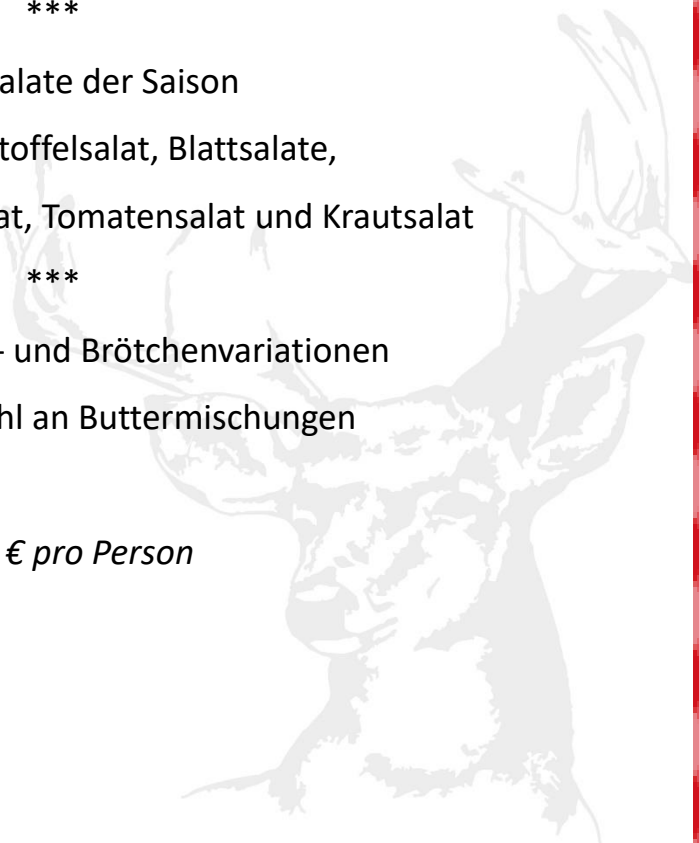 ***
alate der Saison
toffelsalat, Blattsalate,
at, Tomatensalat und Krautsalat
***
- und Brötchenvariationen
hl an Buttermischungen
€ pro Person